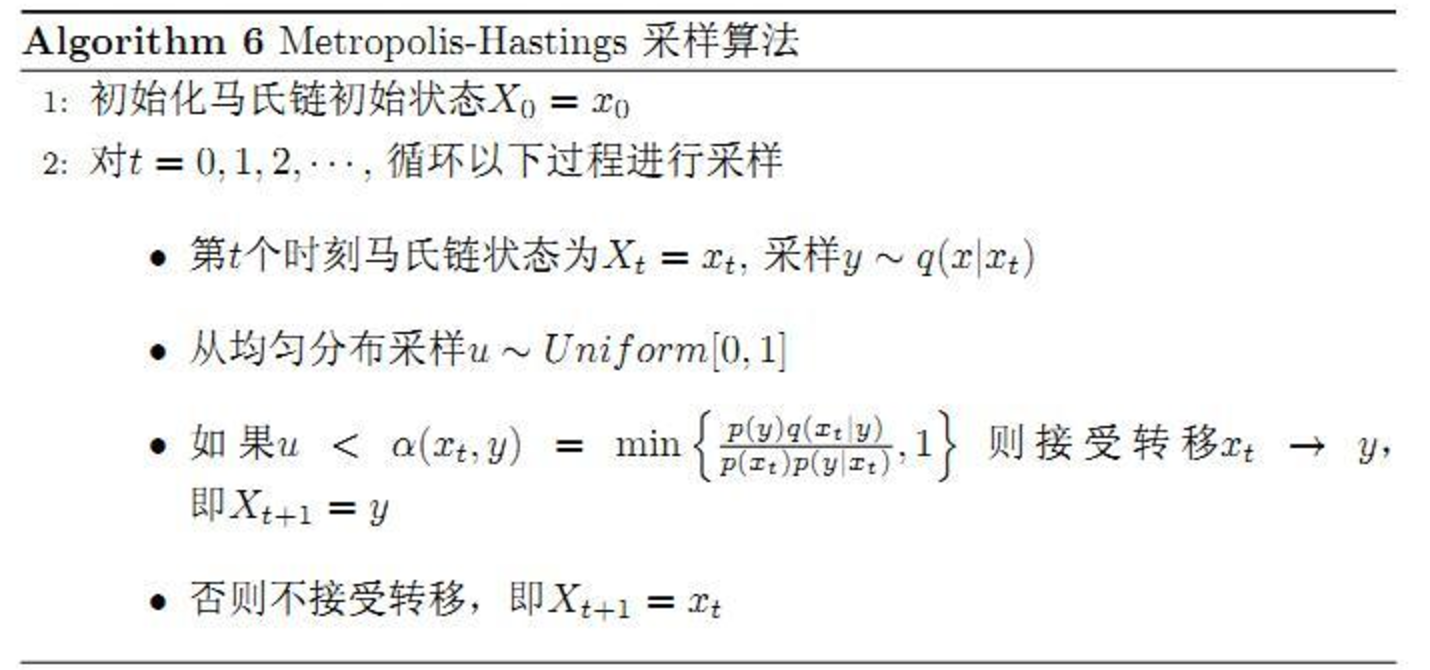 Algorithm 6 Metropolis-Hastings 采样算法
1: 初始化马氏链初始状态$X_0 = x_0$
2: 对$t = 0, 1, 2, \cdots$, 循环以下过程进行采样
• 第$t$个时刻马氏链状态为$X_t = x_t$, 采样$y \sim q(x|x_t)$
• 从均匀分布采样$u \sim Uniform[0, 1]$
• 如果$u < \alpha(x_t, y) = \min\left\{\frac{p(y)q(x_t|y)}{p(x_t)p(y|x_t)}, 1\right\}$ 则接受转移$x_t \to y$，
即$X_{t+1} = y$
• 否则不接受转移，即$X_{t+1} = x_t$